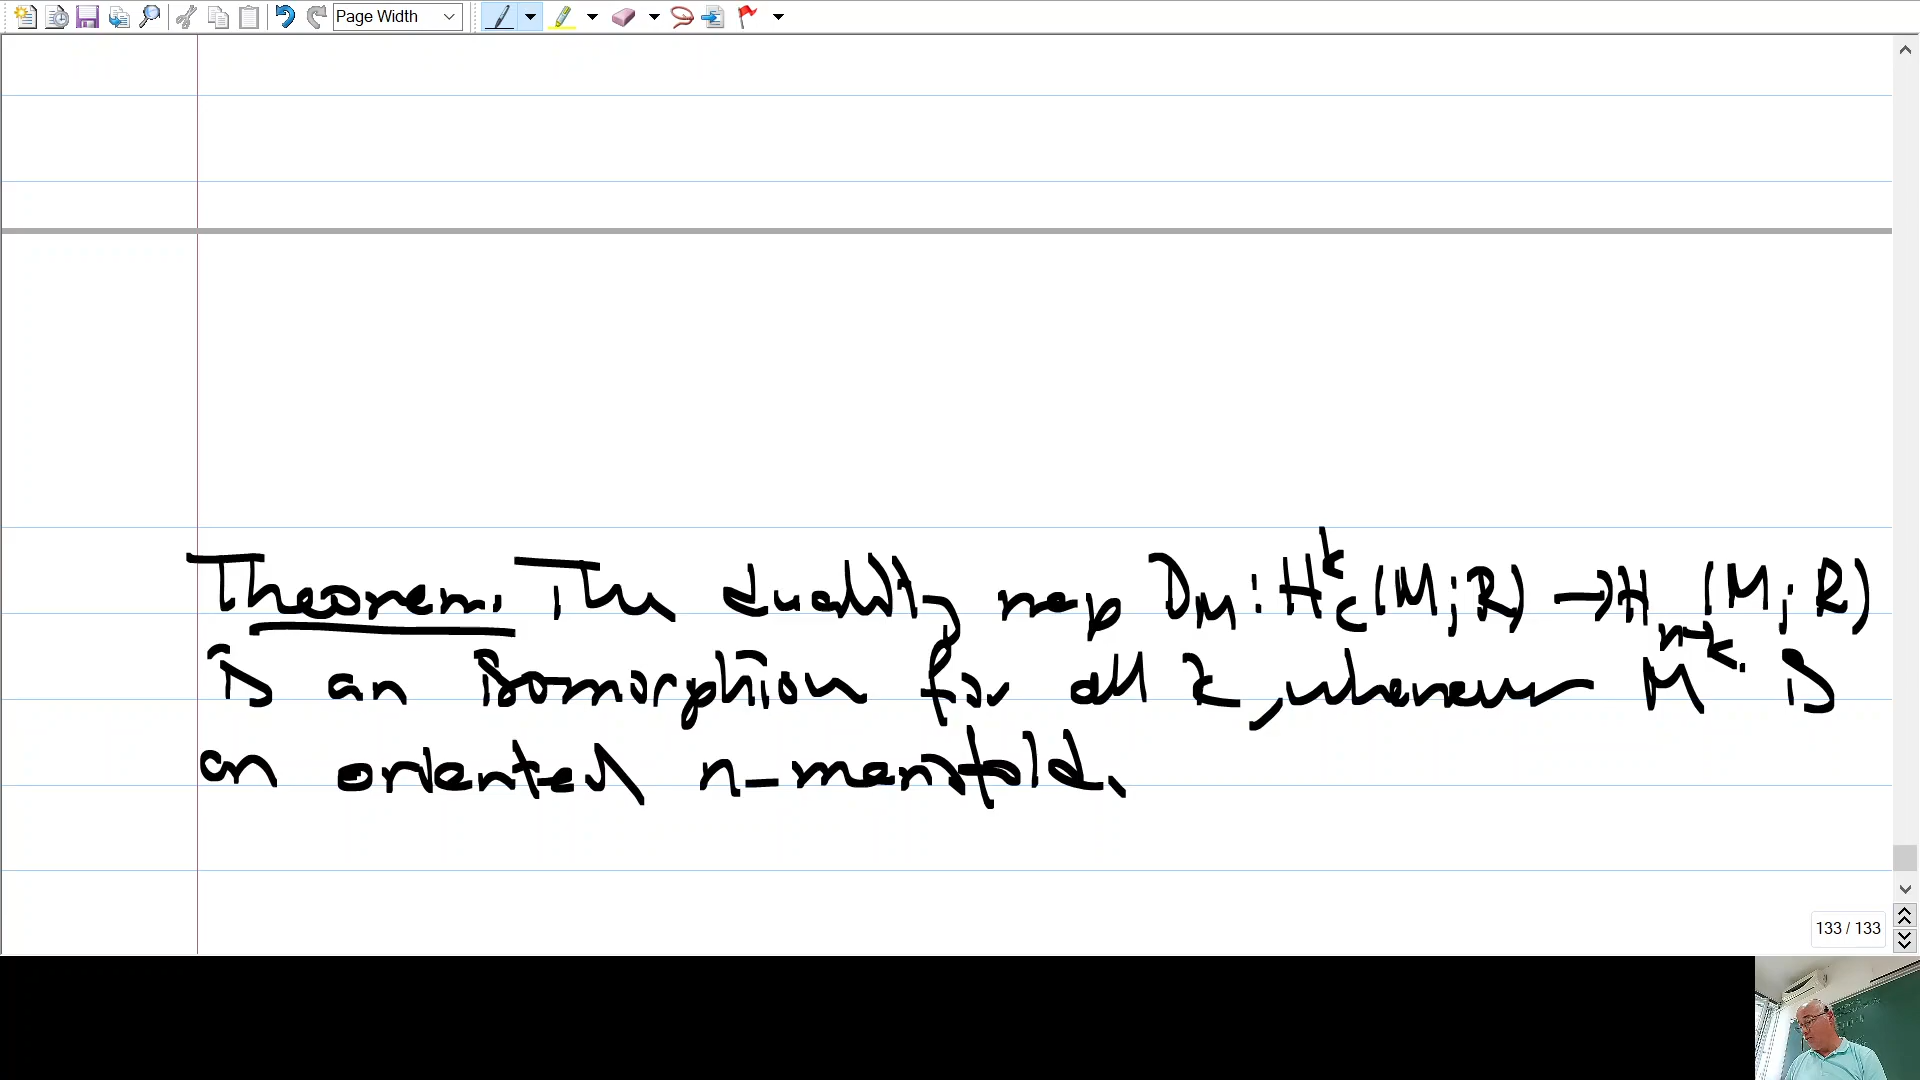 Page Width
Theorem. The duality map D_M : H_c^k (M; R) → H_{n-k} (M; R)
is an isomorphism for all k, whenever M is
an oriented n-manifold.
133 / 133